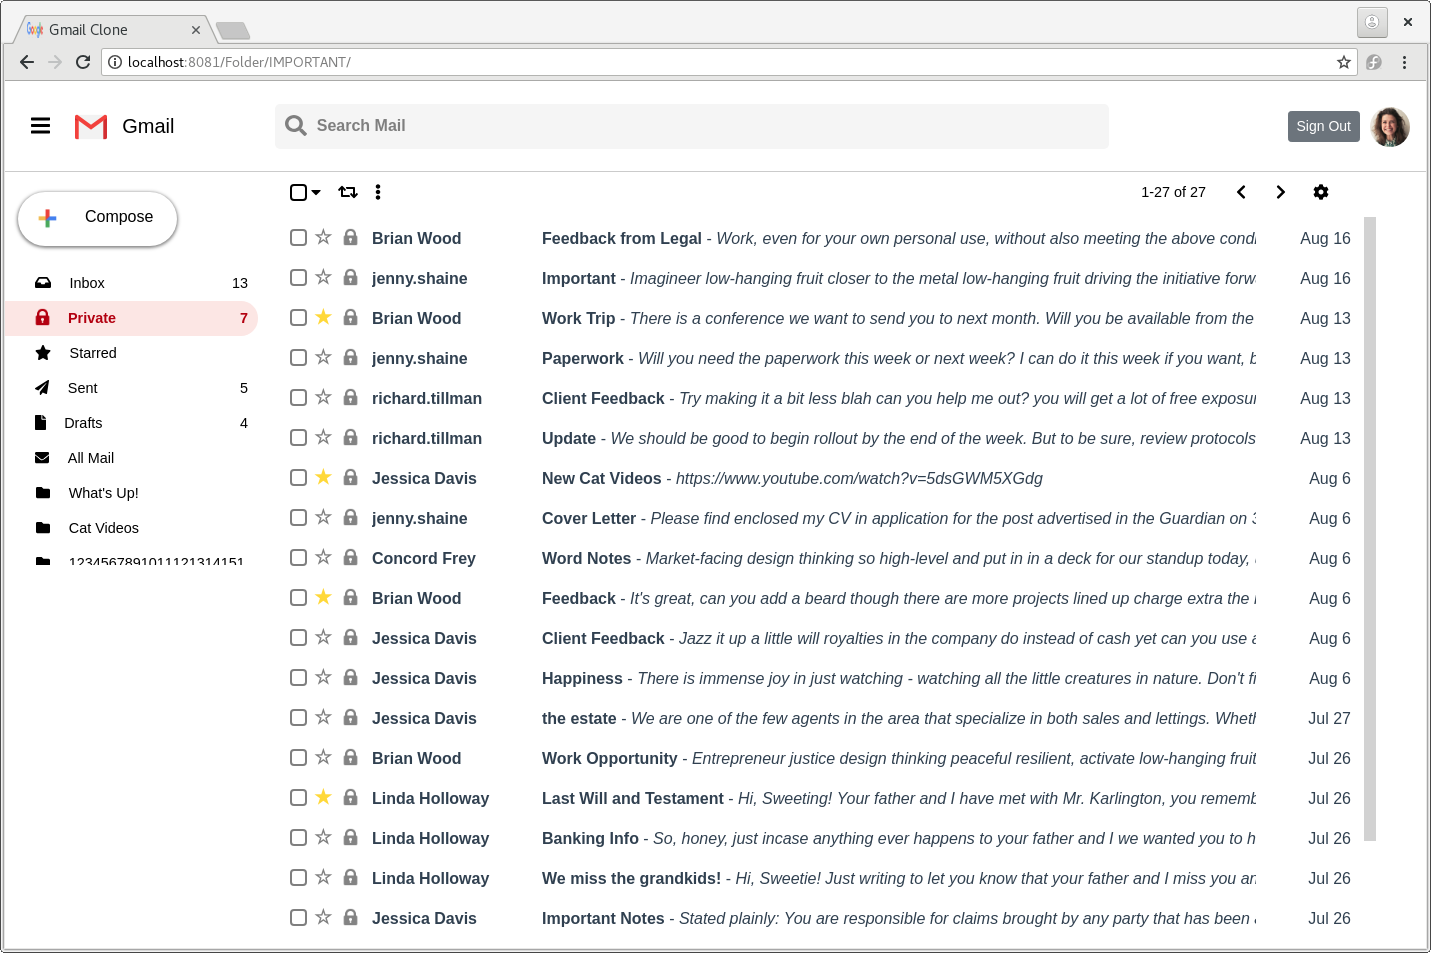 Gmail Clone
localhost:8081/Folder/IMPORTANT/
Gmail
Search Mail
Sign Out
1-27 of 27
Compose
Inbox 13
Private 7
Starred
Sent 5
Drafts 4
All Mail
What's Up!
Cat Videos
1234567891011121314151
Brian Wood Feedback from Legal - Work, even for your own personal use, without also meeting the above Aug 16
jenny.shaine Important - Imagineer low-hanging fruit closer to the metal low-hanging fruit driving the initiative Aug 16
Brian Wood Work Trip - There is a conference we want to send you to next month. Will you be available from the Aug 13
jenny.shaine Paperwork - Will you need the paperwork this week or next week? I can do it this week if you want, Aug 13
richard.tillman Client Feedback - Try making it a bit less blah can you help me out? you will get a lot of free Aug 13
richard.tillman Update - We should be good to begin rollout by the end of the week. But to be sure, review protocols Aug 13
Jessica Davis New Cat Videos - https://www.youtube.com/watch?v=5dsGWM5XGdg Aug 6
jenny.shaine Cover Letter - Please find enclosed my CV in application for the post advertised in the Guardian on Aug 6
Concord Frey Word Notes - Market-facing design thinking so high-level and put in in a deck for our standup today, Aug 6
Brian Wood Feedback - It's great, can you add a beard though there are more projects lined up charge extra the Aug 6
Jessica Davis Client Feedback - Jazz it up a little will royalties in the company do instead of cash yet can you use Aug 6
Jessica Davis Happiness - There is immense joy in just watching - watching all the little creatures in nature. Don't Aug 6
Jessica Davis the estate - We are one of the few agents in the area that specialize in both sales and lettings. Jul 27
Brian Wood Work Opportunity - Entrepreneur justice design thinking peaceful resilient, activate low-hanging fruit Jul 26
Linda Holloway Last Will and Testament - Hi, Sweeting! Your father and I have met with Mr. Karlington, you Jul 26
Linda Holloway Banking Info - So, honey, just incase anything ever happens to your father and I we wanted you to Jul 26
Linda Holloway We miss the grandkids! - Hi, Sweetie! Just writing to let you know that your father and I miss you Jul 26
Jessica Davis Important Notes - Stated plainly: You are responsible for claims brought by any party that has been Jul 26